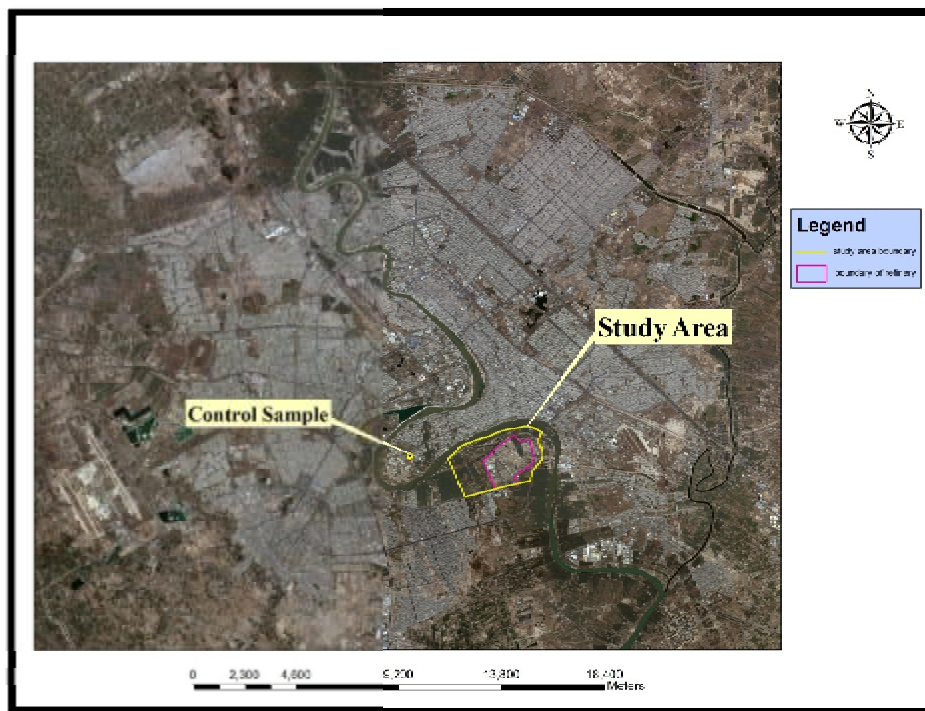 N
W E
S
Legend
study area boundary
boundary of refinery
Study Area
Control Sample
0 2,300 4,600 9,200 13,800 18,400
Meters